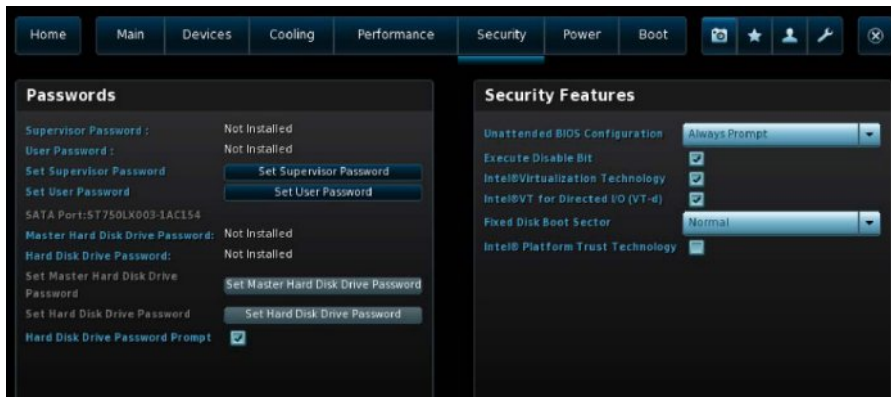 Home Main Devices Cooling Performance Security Power Boot
Passwords
Supervisor Password : Not Installed
User Password : Not Installed
Set Supervisor Password Set Supervisor Password
Set User Password Set User Password
SATA Port:ST750LX003-1AC154
Master Hard Disk Drive Password: Not Installed
Hard Disk Drive Password: Not Installed
Set Master Hard Disk Drive
Password
Set Master Hard Disk Drive Password
Set Hard Disk Drive Password Set Hard Disk Drive Password
Hard Disk Drive Password Prompt
Security Features
Unattended BIOS Configuration Always Prompt
Execute Disable Bit
Intel®Virtualization Technology
Intel®VT for Directed I/O (VT-d)
Fixed Disk Boot Sector Normal
Intel® Platform Trust Technology